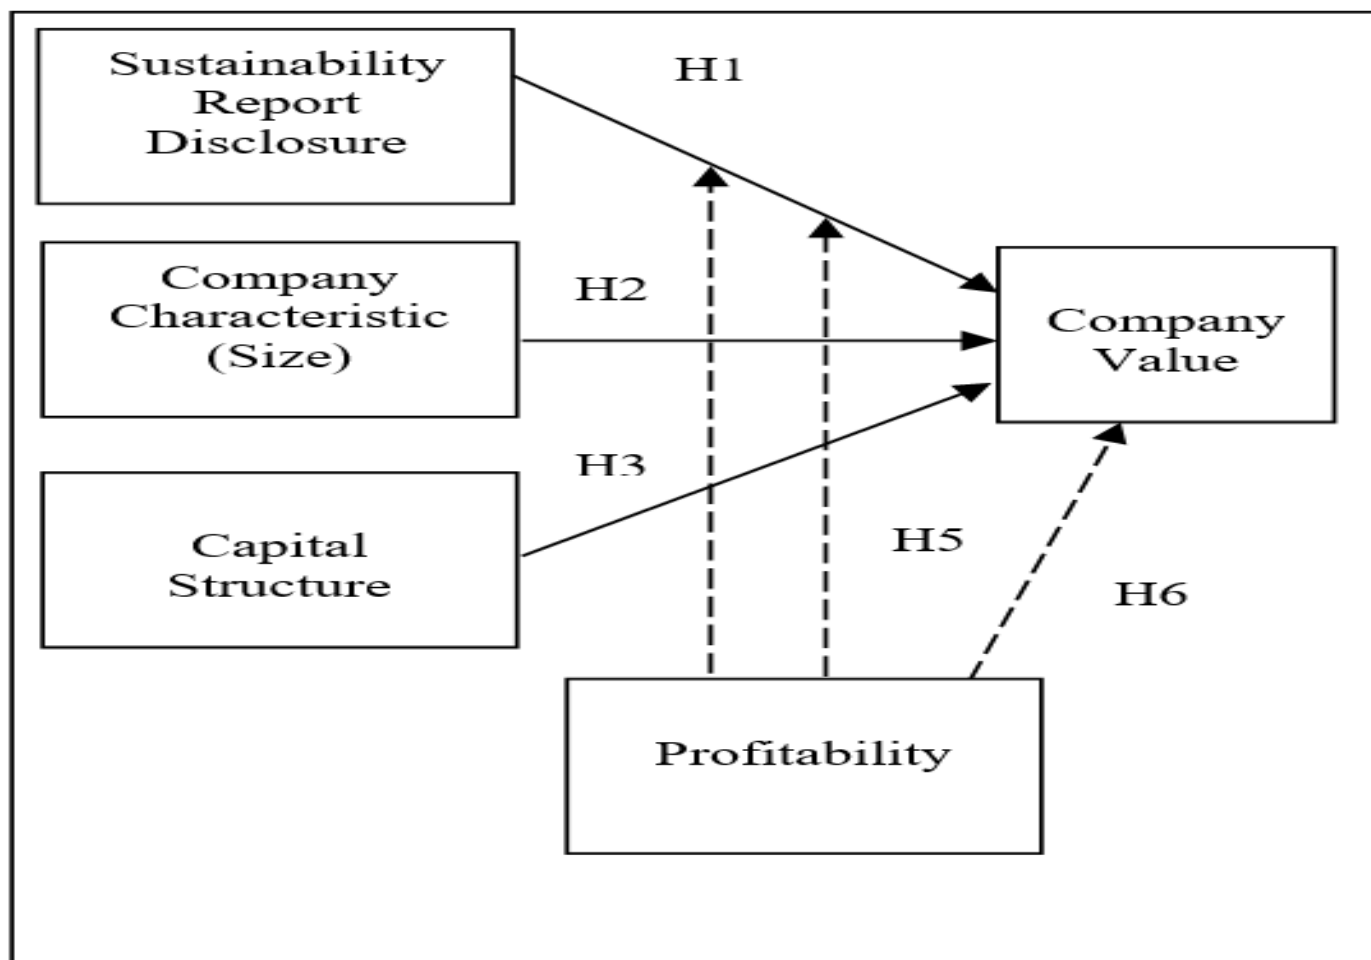 Sustainability
Report
Disclosure
H1
Company
Characteristic
(Size)
H2
Company
Value
H3
Capital
Structure
H5
H6
Profitability